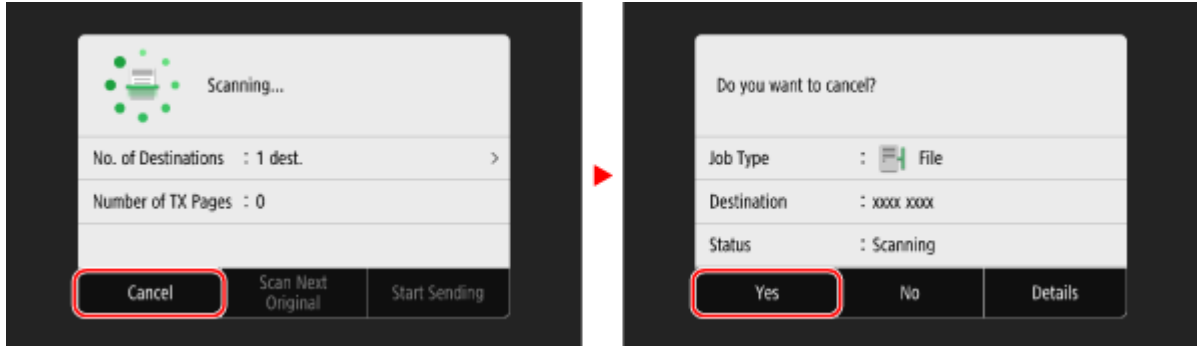 Scanning...
No. of Destinations : 1 dest.
Number of TX Pages : 0
Cancel
Scan Next
Original
Start Sending
Do you want to cancel?
Job Type : File
Destination : xxxx xxxx
Status : Scanning
Yes No Details